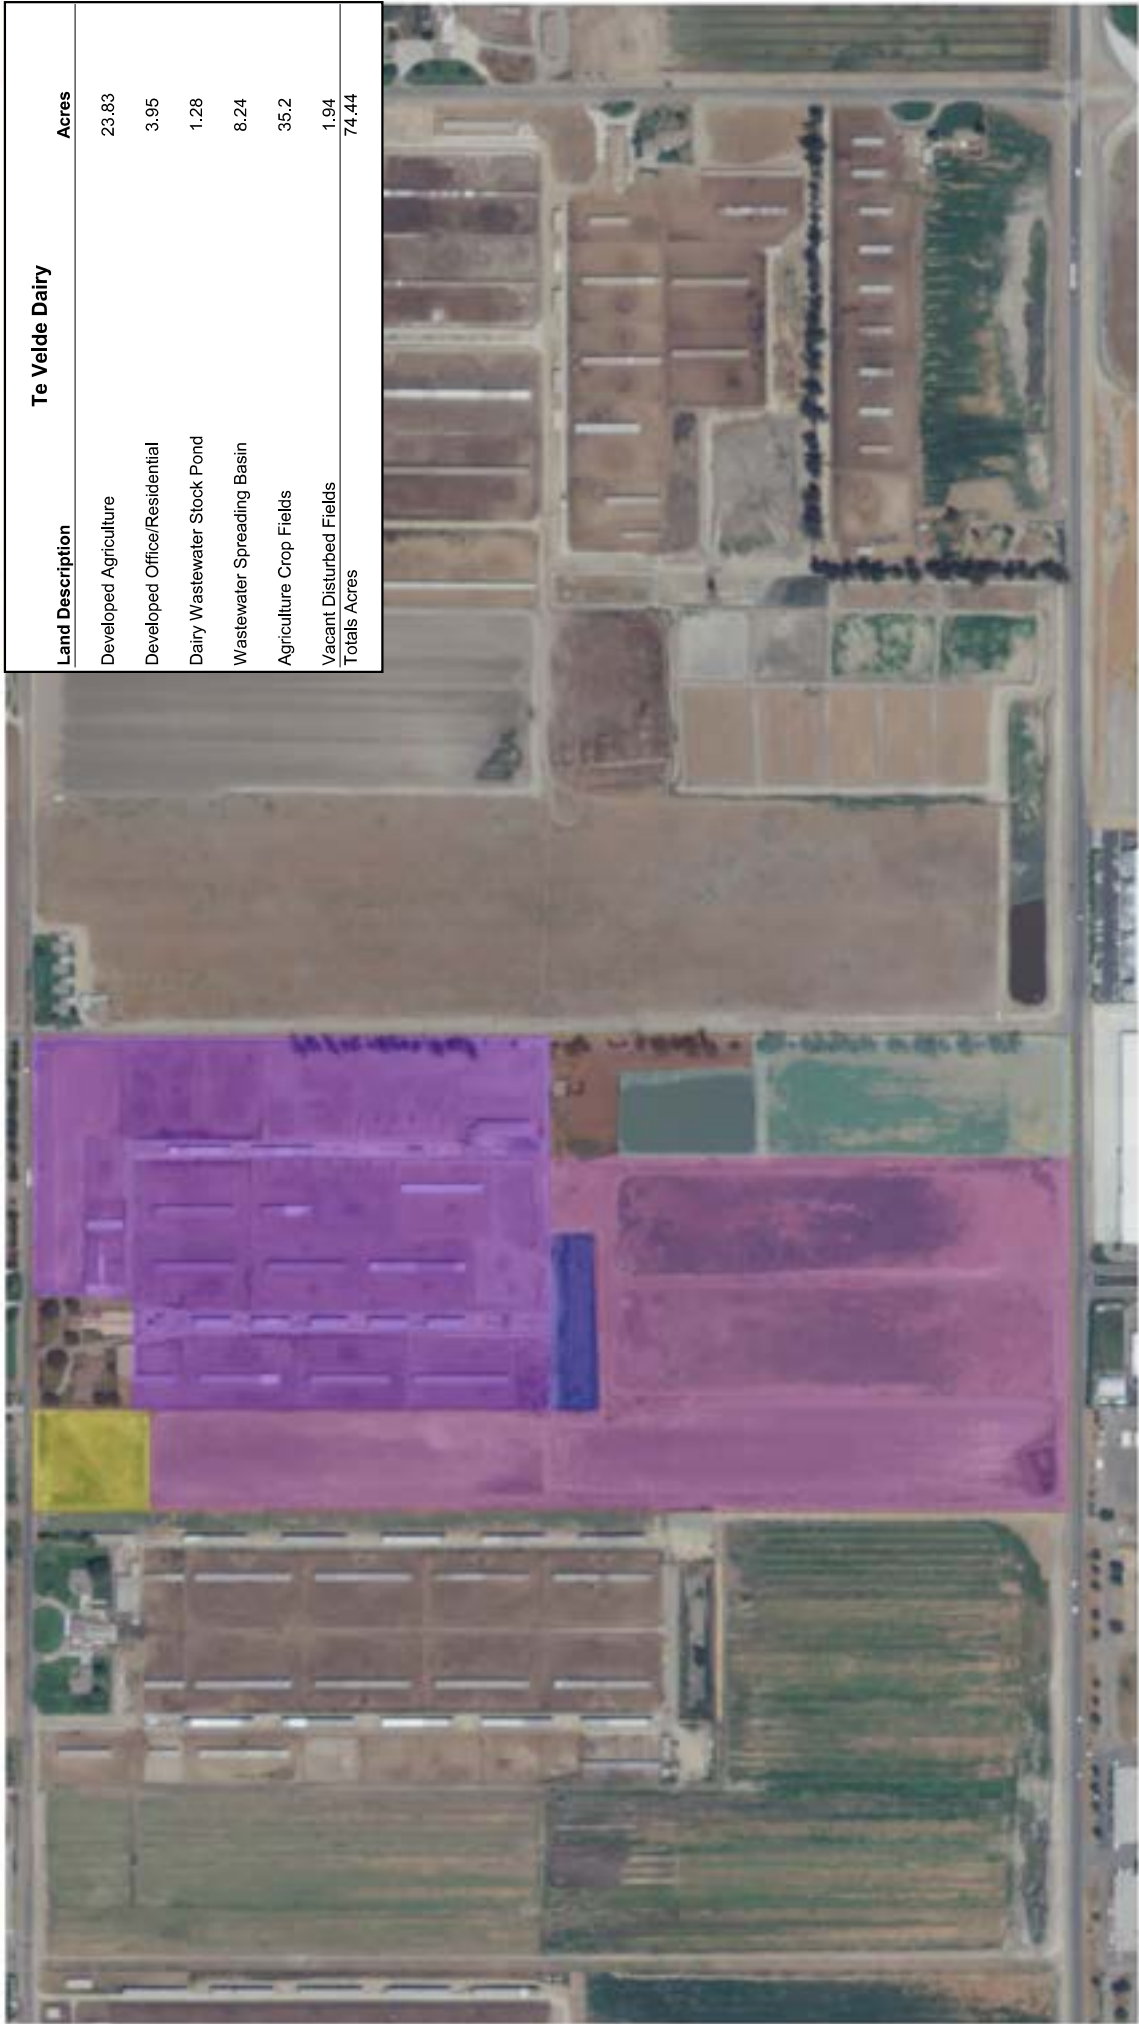 Te Velde Dairy
Land Description Acres
Developed Agriculture 23.83
Developed Office/Residential 3.95
Dairy Wastewater Stock Pond 1.28
Wastewater Spreading Basin 8.24
Agriculture Crop Fields 35.2
Vacant Disturbed Fields 1.94
Totals Acres 74.44